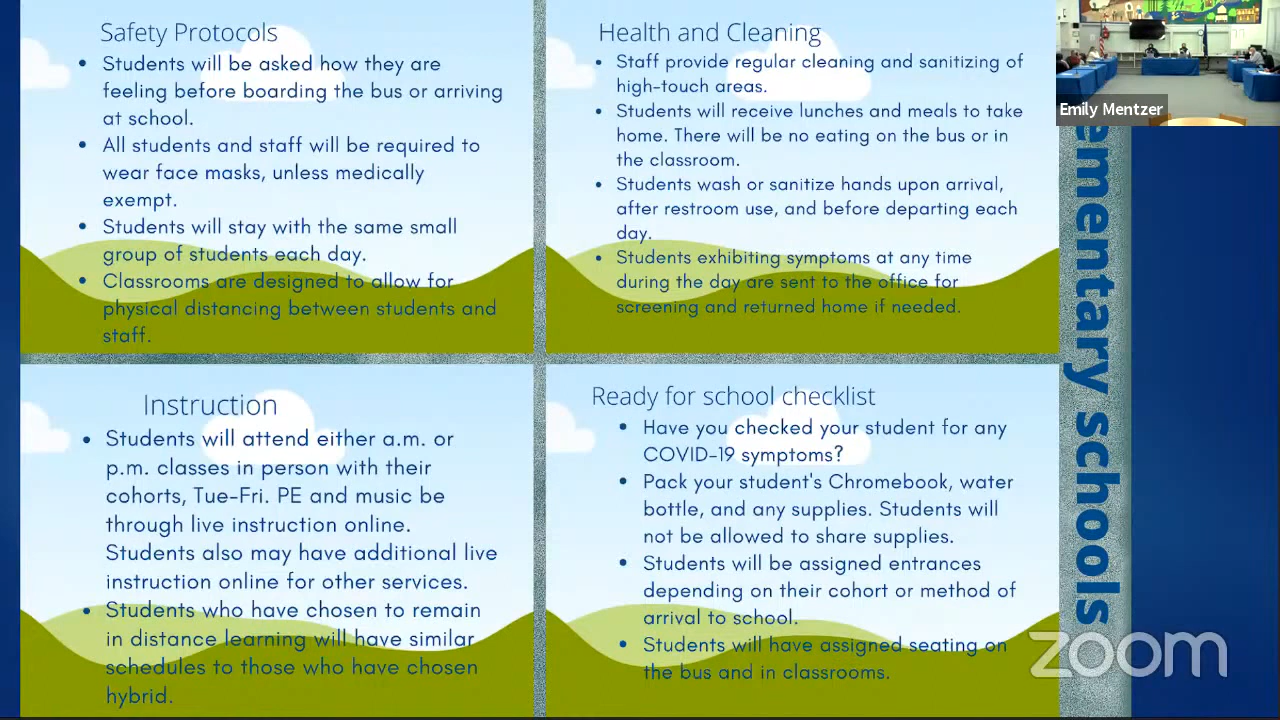 Safety Protocols
• Students will be asked how they are
feeling before boarding the bus or arriving
at school.
• All students and staff will be required to
wear face masks, unless medically
exempt.
• Students will stay with the same small
group of students each day.
• Classrooms are designed to allow for
physical distancing between students and
staff.
Health and Cleaning
• Staff provide regular cleaning and sanitizing of
high-touch areas.
• Students will receive lunches and meals to take
home. There will be no eating on the bus or in
the classroom.
• Students wash or sanitize hands upon arrival,
after restroom use, and before departing each
day.
• Students exhibiting symptoms at any time
during the day are sent to the office for
screening and returned home if needed.
Instruction
• Students will attend either a.m. or
p.m. classes in person with their
cohorts, Tue-Fri. PE and music be
through live instruction online.
Students also may have additional live
instruction online for other services.
• Students who have chosen to remain
in distance learning will have similar
schedules to those who have chosen
hybrid.
Ready for school checklist
• Have you checked your student for any
COVID-19 symptoms?
• Pack your student's Chromebook, water
bottle, and any supplies. Students will
not be allowed to share supplies.
• Students will be assigned entrances
depending on their cohort or method of
arrival to school.
• Students will have assigned seating on
the bus and in classrooms.
Emily Mentzer
ementary schools
zoom